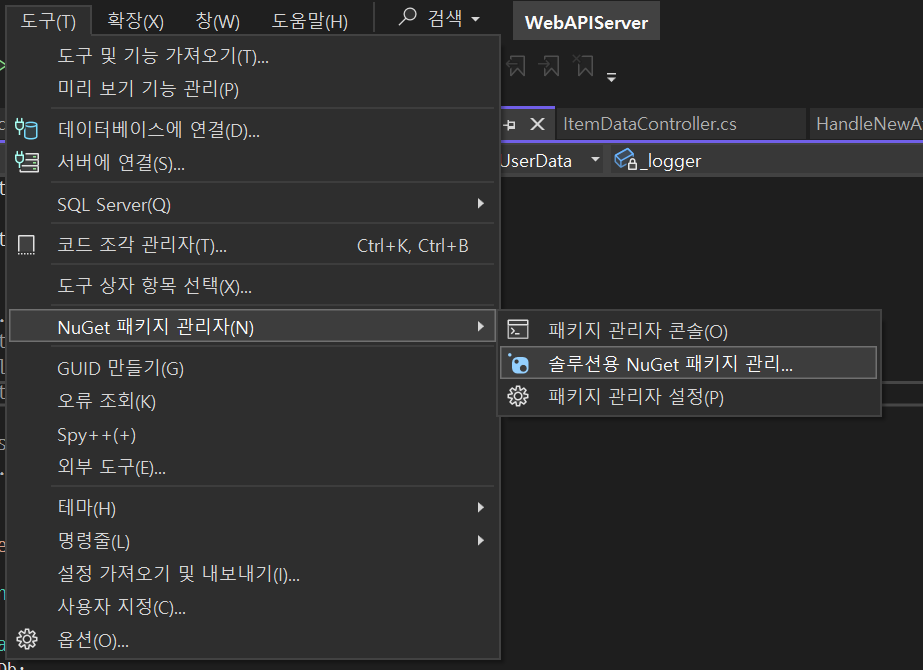 도구(T) 확장(X) 창(W) 도움말(H) 검색 WebAPIServer
도구 및 기능 가져오기(T)...
미리 보기 기능 관리(P)
ItemDataController.cs
데이터베이스에 연결(D)...
서버에 연결(S)...
UserData
_logger
SQL Server(Q)
코드 조각 관리자(T)... Ctrl+K, Ctrl+B
도구 상자 항목 선택(X)...
NuGet 패키지 관리자(N)
패키지 관리자 콘솔(O)
솔루션용 NuGet 패키지 관리...
패키지 관리자 설정(P)
GUID 만들기(G)
오류 조회(K)
Spy++(+)
외부 도구(E)...
테마(H)
명령줄(L)
설정 가져오기 및 내보내기(I)...
사용자 지정(C)...
옵션(O)...